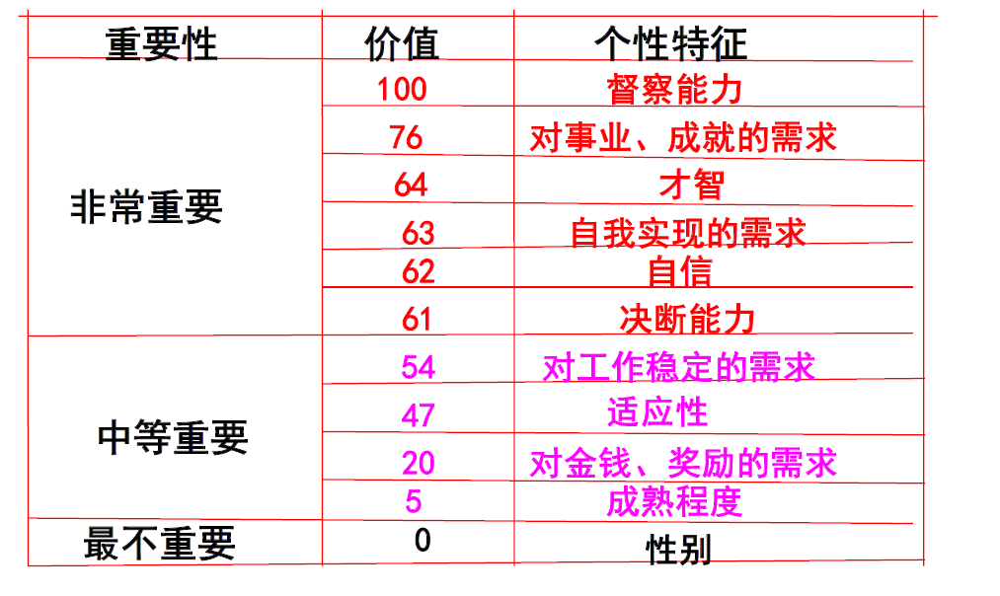 重要性 价值 个性特征
100 督察能力
76 对事业、成就的需求
64 才智
非常重要 63 自我实现的需求
62 自信
61 决断能力
54 对工作稳定的需求
47 适应性
中等重要 20 对金钱、奖励的需求
5 成熟程度
最不重要 0 性别